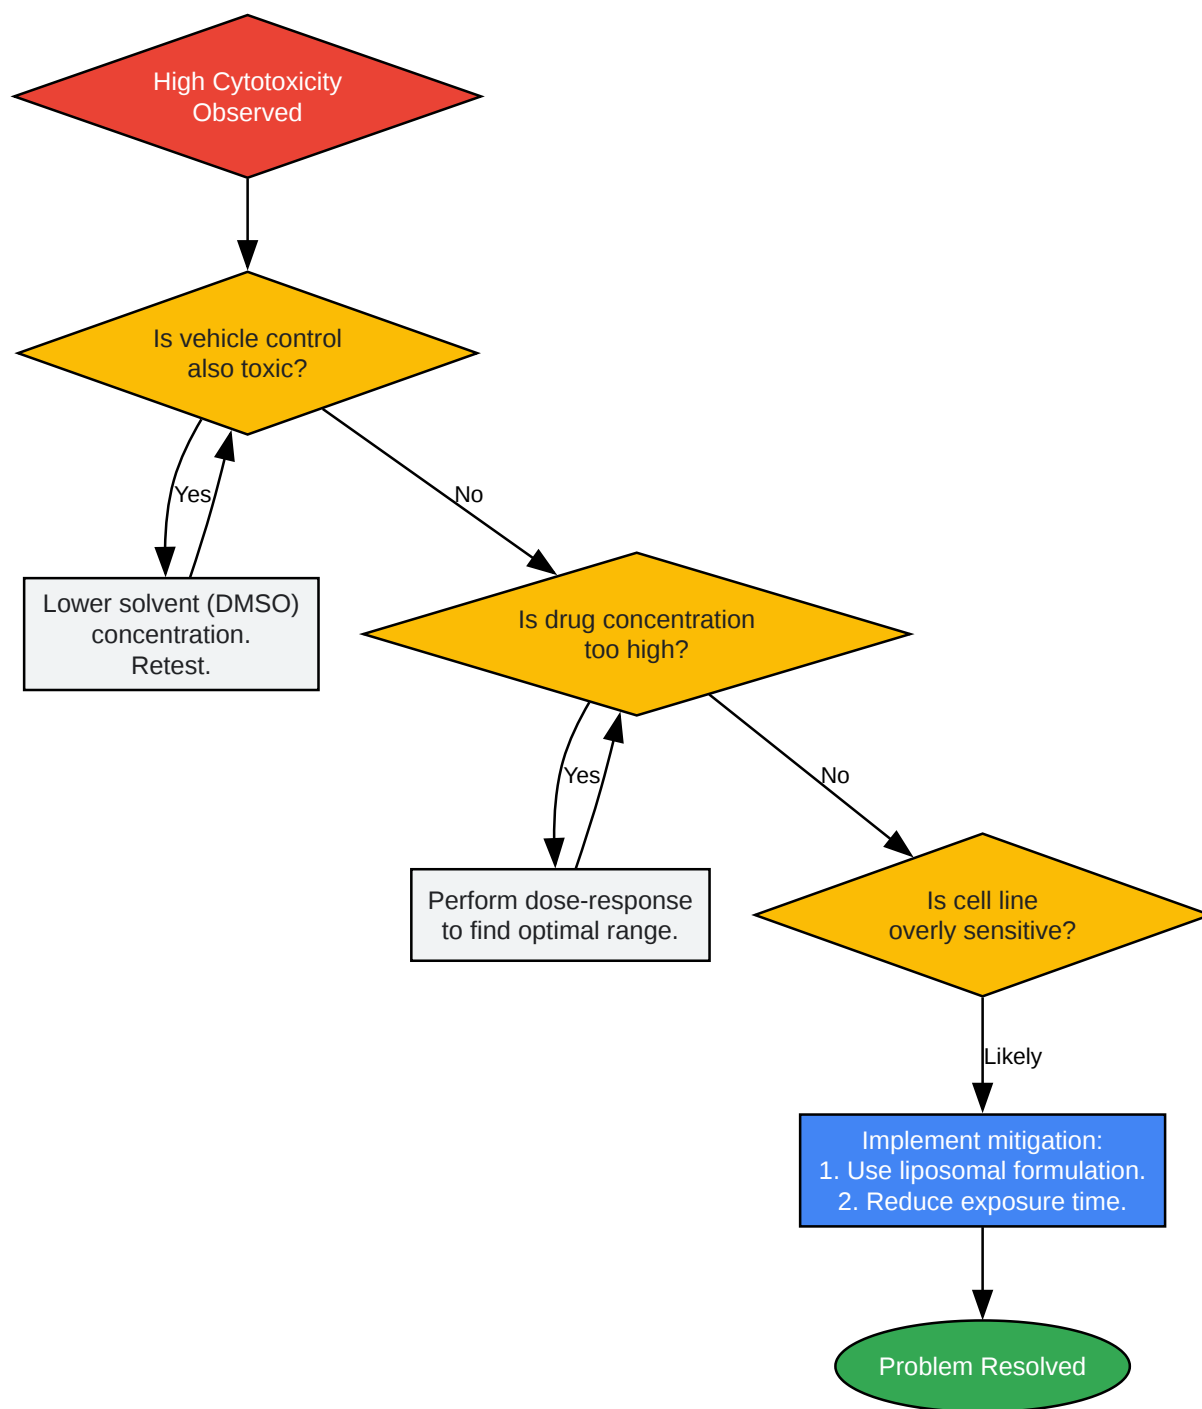 High Cytotoxicity
Observed
Is vehicle control
also toxic?
Yes
No
Lower solvent (DMSO)
concentration.
Retest.
Is drug concentration
too high?
Yes
No
Perform dose-response
to find optimal range.
Is cell line
overly sensitive?
Likely
Implement mitigation:
1. Use liposomal formulation.
2. Reduce exposure time.
Problem Resolved